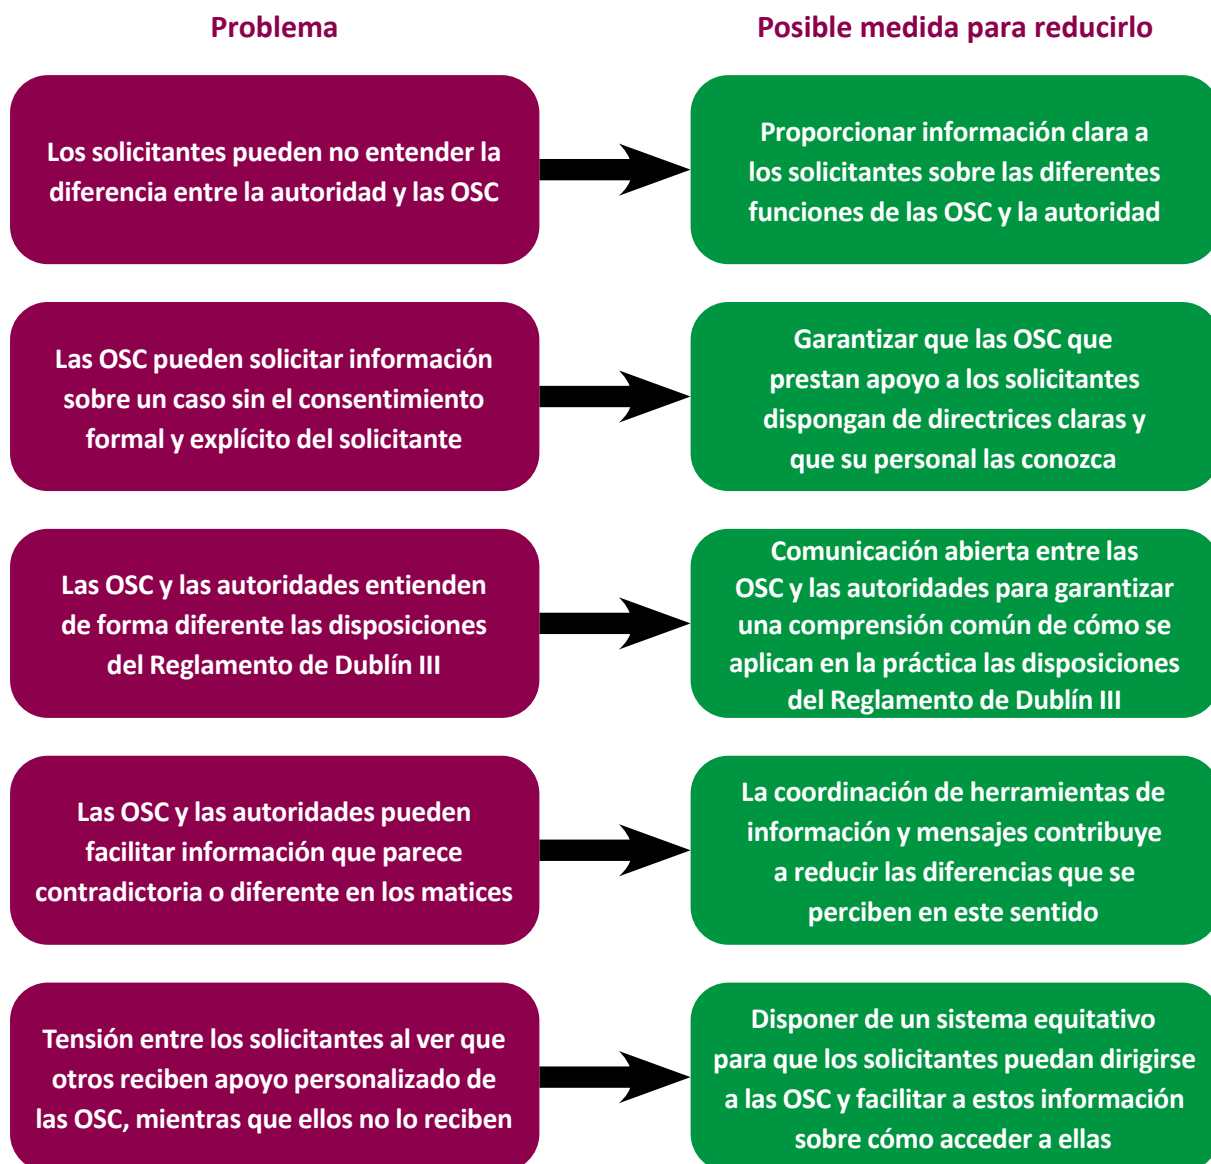 Problema
Posible medida para reducirlo
Los solicitantes pueden no entender la
diferencia entre la autoridad y las OSC
Proporcionar información clara a
los solicitantes sobre las diferentes
funciones de las OSC y la autoridad
Las OSC pueden solicitar información
sobre un caso sin el consentimiento
formal y explícito del solicitante
Garantizar que las OSC que
prestan apoyo a los solicitantes
dispongan de directrices claras y
que su personal las conozca
Las OSC y las autoridades entienden
de forma diferente las disposiciones
del Reglamento de Dublín III
Comunicación abierta entre las
OSC y las autoridades para garantizar
una comprensión común de cómo se
aplican en la práctica las disposiciones
del Reglamento de Dublín III
Las OSC y las autoridades pueden
facilitar información que parece
contradictoria o diferente en los matices
La coordinación de herramientas de
información y mensajes contribuye
a reducir las diferencias que se
perciben en este sentido
Tensión entre los solicitantes al ver que
otros reciben apoyo personalizado de
las OSC, mientras que ellos no lo reciben
Disponer de un sistema equitativo
para que los solicitantes puedan dirigirse
a las OSC y facilitar a estos información
sobre cómo acceder a ellas